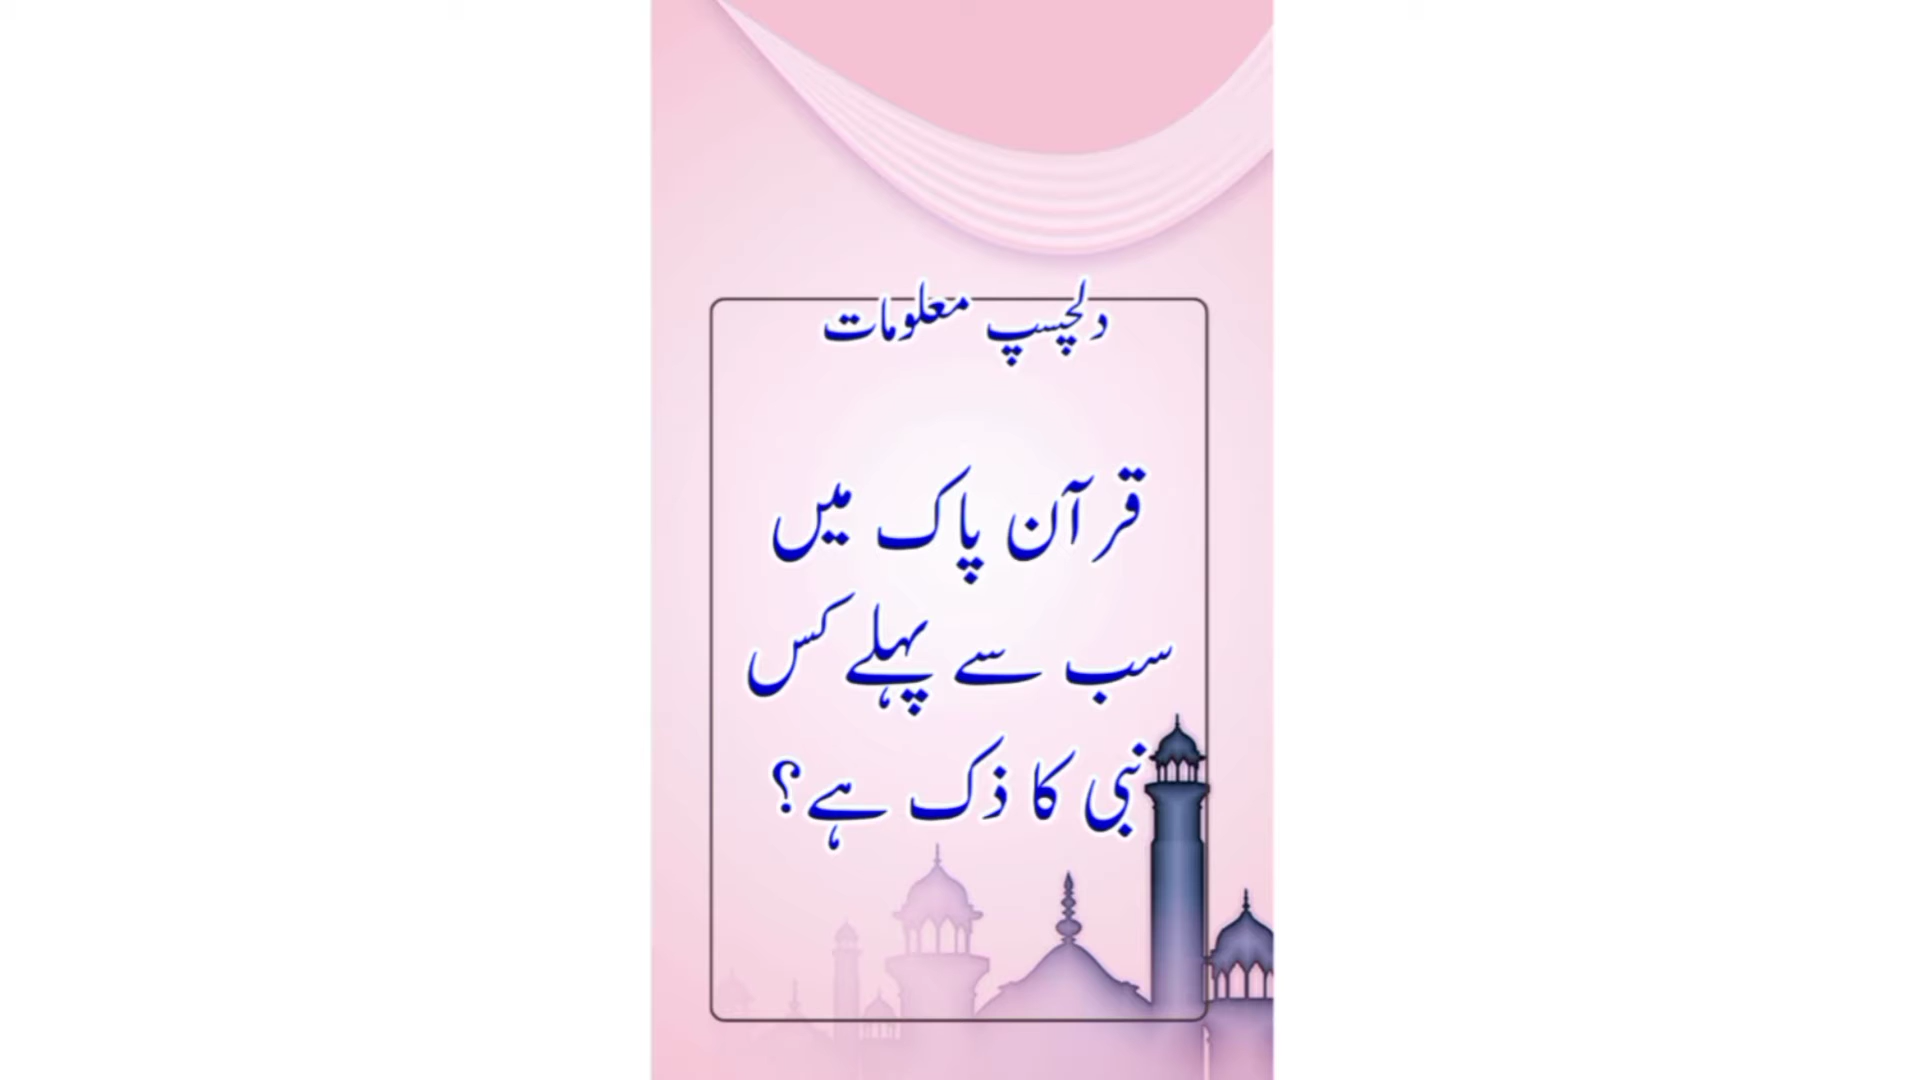 دلچسپ معلومات
قرآن پاک میں
سب سے پہلے کس
نبی کا ذک ہے؟